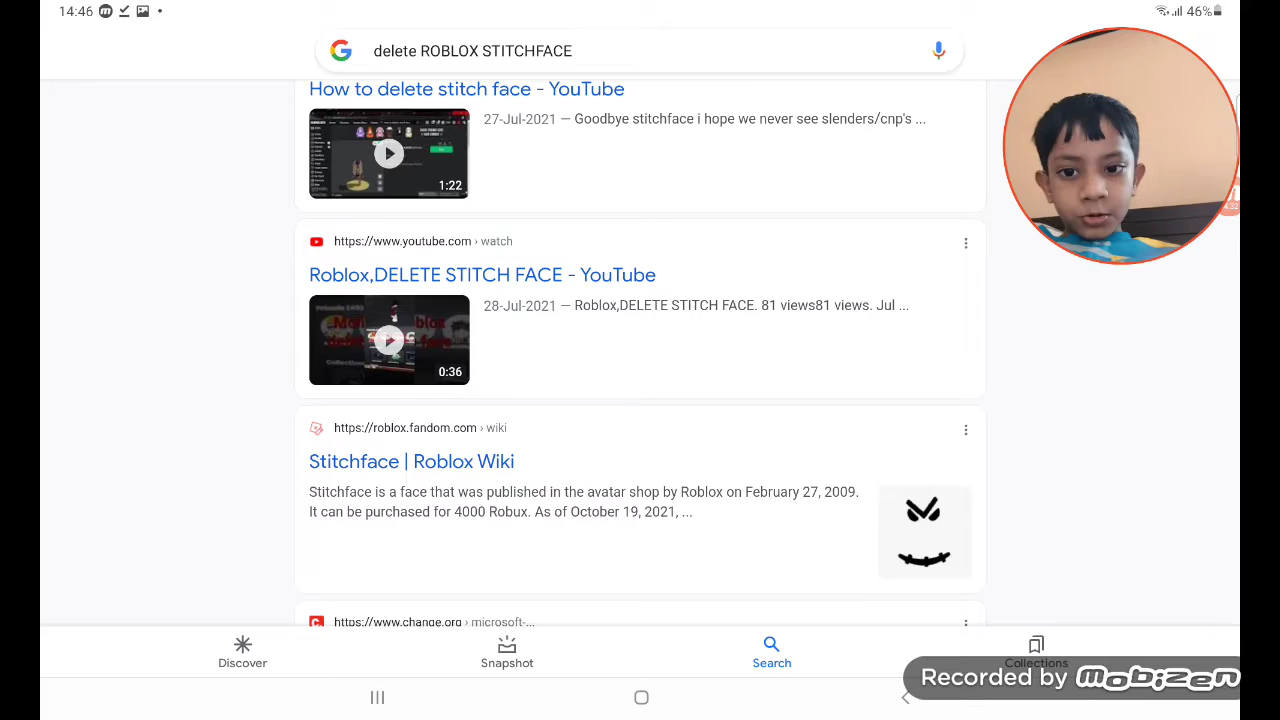 14:46
46%
delete ROBLOX STITCHFACE
How to delete stitch face - YouTube
27-Jul-2021 — Goodbye stitchface i hope we never see slenders/cnp's ...
1:22
https://www.youtube.com › watch
Roblox,DELETE STITCH FACE - YouTube
28-Jul-2021 — Roblox,DELETE STITCH FACE. 81 views81 views. Jul ...
0:36
https://roblox.fandom.com › wiki
Stitchface | Roblox Wiki
Stitchface is a face that was published in the avatar shop by Roblox on February 27, 2009.
It can be purchased for 4000 Robux. As of October 19, 2021, ...
https://www.change.org › microsoft-...
Discover
Snapshot
Search
Collections
Recorded by mobizen